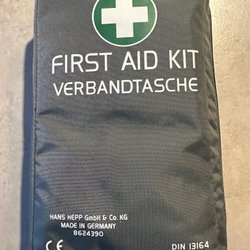 FIRST AID KIT
VERBANDTASCHE
HANS HEPP GmbH & Co. KG
MADE IN GERMANY
8624390
CE
DIN 13164